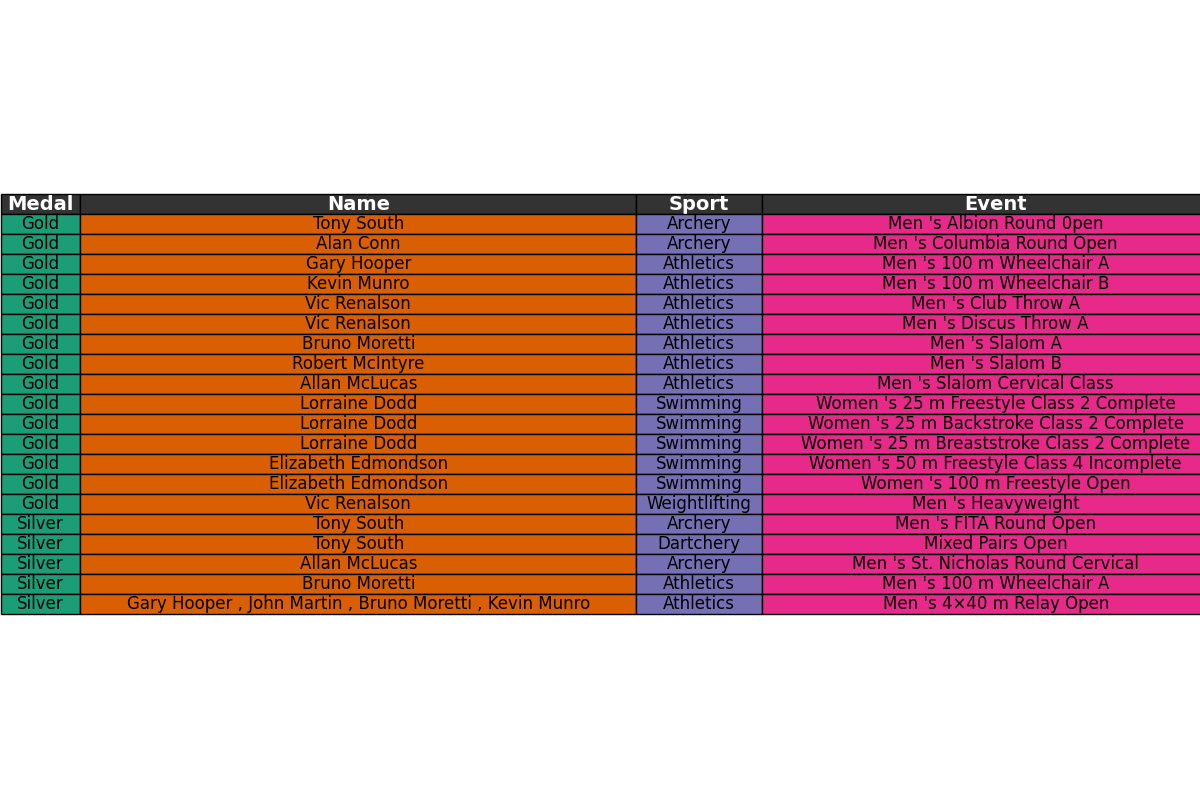 Medal Name Sport Event
Gold Tony South Archery Men 's Albion Round 0pen
Gold Alan Conn Archery Men 's Columbia Round Open
Gold Gary Hooper Athletics Men 's 100 m Wheelchair A
Gold Kevin Munro Athletics Men 's 100 m Wheelchair B
Gold Vic Renalson Athletics Men 's Club Throw A
Gold Vic Renalson Athletics Men 's Discus Throw A
Gold Bruno Moretti Athletics Men 's Slalom A
Gold Robert McIntyre Athletics Men 's Slalom B
Gold Allan McLucas Athletics Men 's Slalom Cervical Class
Gold Lorraine Dodd Swimming Women 's 25 m Freestyle Class 2 Complete
Gold Lorraine Dodd Swimming Women 's 25 m Backstroke Class 2 Complete
Gold Lorraine Dodd Swimming Women 's 25 m Breaststroke Class 2 Complete
Gold Elizabeth Edmondson Swimming Women 's 50 m Freestyle Class 4 Incomplete
Gold Elizabeth Edmondson Swimming Women 's 100 m Freestyle Open
Gold Vic Renalson Weightlifting Men 's Heavyweight
Silver Tony South Archery Men 's FITA Round Open
Silver Tony South Dartchery Mixed Pairs Open
Silver Allan McLucas Archery Men 's St. Nicholas Round Cervical
Silver Bruno Moretti Athletics Men 's 100 m Wheelchair A
Silver Gary Hooper , John Martin , Bruno Moretti , Kevin Munro Athletics Men 's 4×40 m Relay Open